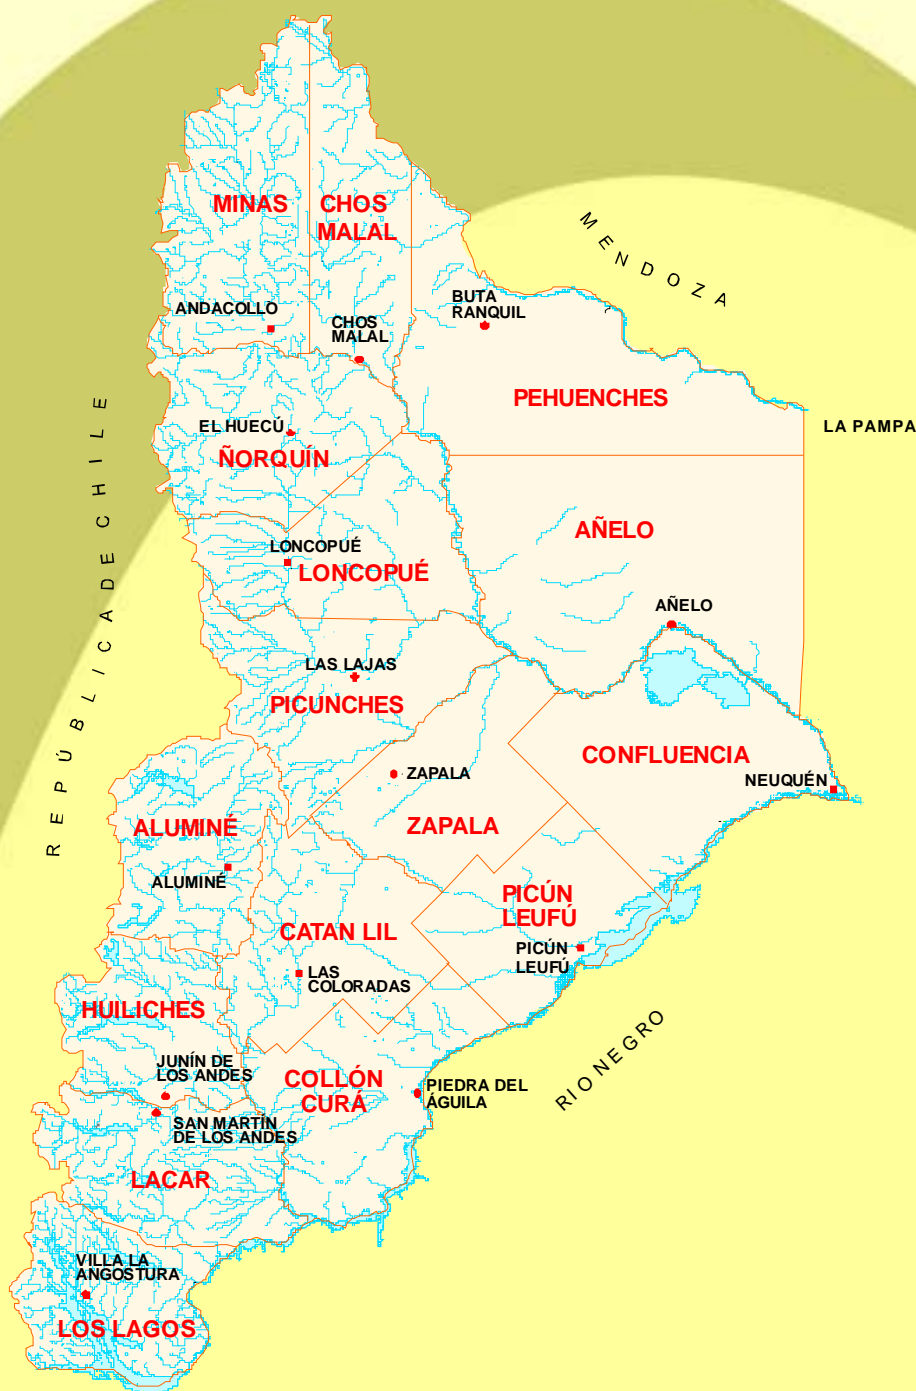 MINAS
CHOS
MALAL
MENDOZA
ANDACOLLO
CHOS
MALAL
BUTA
RANQUIL
PEHUENCHES
LA PAMPA
EL HUECÚ
ÑORQUÍN
REPÚBLICA DE CHILE
AÑELO
LONCOPUÉ
LONCOPUÉ
AÑELO
LAS LAJAS
PICUNCHES
CONFLUENCIA
ZAPALA
NEUQUÉN
ZAPALA
ALUMINÉ
ALUMINÉ
PICÚN
LEUFÚ
CATAN LIL
PICÚN
LEUFÚ
LAS
COLORADAS
HUILICHES
RIO NEGRO
JUNÍN DE
LOS ANDES
COLLÓN
CURÁ
PIEDRA DEL
ÁGUILA
SAN MARTÍN
DE LOS ANDES
LACAR
VILLA LA
ANGOSTURA
LOS LAGOS